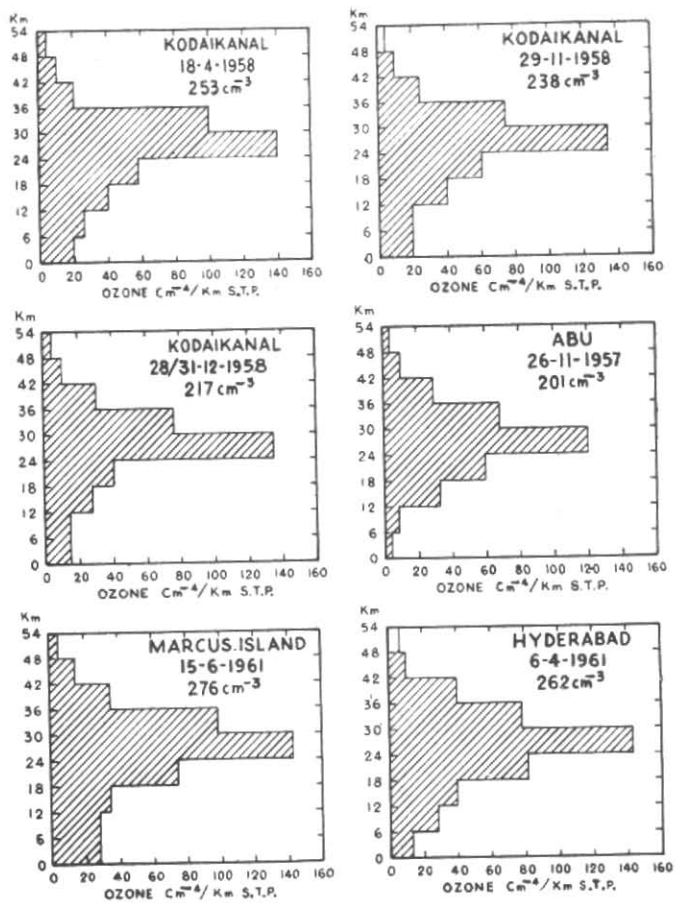 Km
54
48
42
36
30
24
18
12
6
0
KODAIKANAL
18-4-1958
253 cm⁻³
0 20 40 60 80 100 120 140 160
OZONE Cm⁻⁴/Km S.T.P.
Km
54
48
42
36
30
24
18
12
6
0
KODAIKANAL
29-11-1958
238 cm⁻³
0 20 40 60 80 100 120 140 160
OZONE Cm⁻⁴/Km S.T.P.
Km
54
48
42
36
30
24
18
12
6
0
KODAIKANAL
28/31-12-1958
217 cm⁻³
0 20 40 60 80 100 120 140 160
OZONE Cm⁻⁴/Km S.T.P.
Km
54
48
42
36
30
24
18
12
6
0
ABU
26-11-1957
201 cm⁻³
0 20 40 60 80 100 120 140 160
OZONE Cm⁻⁴/Km S.T.P.
Km
54
48
42
36
30
24
18
12
6
0
MARCUS.ISLAND
15-6-1961
276 cm⁻³
0 20 40 60 80 100 120 140 160
OZONE Cm⁻⁴/Km S.T.P.
Km
54
48
42
36
30
24
18
12
6
0
HYDERABAD
6-4-1961
262 cm⁻³
0 20 40 60 80 100 120 140 160
OZONE Cm⁻⁴/Km S.T.P.